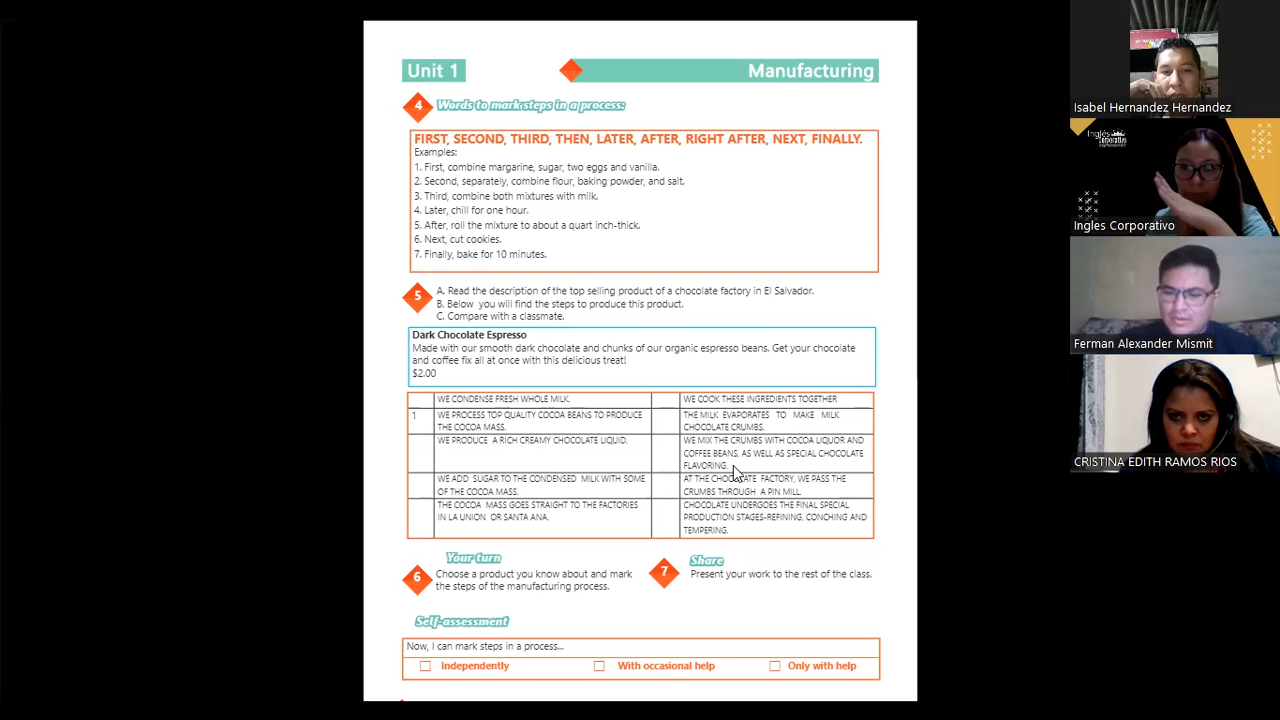 Unit 1
Manufacturing
4
Words to mark steps in a process:
FIRST, SECOND, THIRD, THEN, LATER, AFTER, RIGHT AFTER, NEXT, FINALLY.
Examples:
1. First, combine margarine, sugar, two eggs and vanilla.
2. Second, separately, combine flour, baking powder, and salt.
3. Third, combine both mixtures with milk.
4. Later, chill for one hour.
5. After, roll the mixture to about a quart inch-thick.
6. Next, cut cookies.
7. Finally, bake for 10 minutes.
5
A. Read the description of the top selling product of a chocolate factory in El Salvador.
B. Below you will find the steps to produce this product.
C. Compare with a classmate.
Dark Chocolate Espresso
Made with our smooth dark chocolate and chunks of our organic espresso beans. Get your chocolate
and coffee fix all at once with this delicious treat!
$2.00
WE CONDENSE FRESH WHOLE MILK.
1 WE PROCESS TOP QUALITY COCOA BEANS TO PRODUCE
THE COCOA MASS.
WE PRODUCE A RICH CREAMY CHOCOLATE LIQUID.
WE ADD SUGAR TO THE CONDENSED MILK WITH SOME
OF THE COCOA MASS.
THE COCOA MASS GOES STRAIGHT TO THE FACTORIES
IN LA UNION OR SANTA ANA.
WE COOK THESE INGREDIENTS TOGETHER
THE MILK EVAPORATES TO MAKE MILK
CHOCOLATE CRUMBS.
WE MIX THE CRUMBS WITH COCOA LIQUOR AND
COFFEE BEANS, AS WELL AS SPECIAL CHOCOLATE
FLAVORING.
AT THE CHOCOLATE FACTORY, WE PASS THE
CRUMBS THROUGH A PIN MILL.
CHOCOLATE UNDERGOES THE FINAL SPECIAL
PRODUCTION STAGES-REFINING, CONCHING AND
TEMPERING.
6
Your turn
Choose a product you know about and mark
the steps of the manufacturing process.
7
Share
Present your work to the rest of the class.
Self-assessment
Now, I can mark steps in a process...
Independently
With occasional help
Only with help
Isabel Hernandez Hernandez
Inglés
Corporativo
Ingles Corporativo
Ferman Alexander Mismit
CRISTINA EDITH RAMOS RIOS